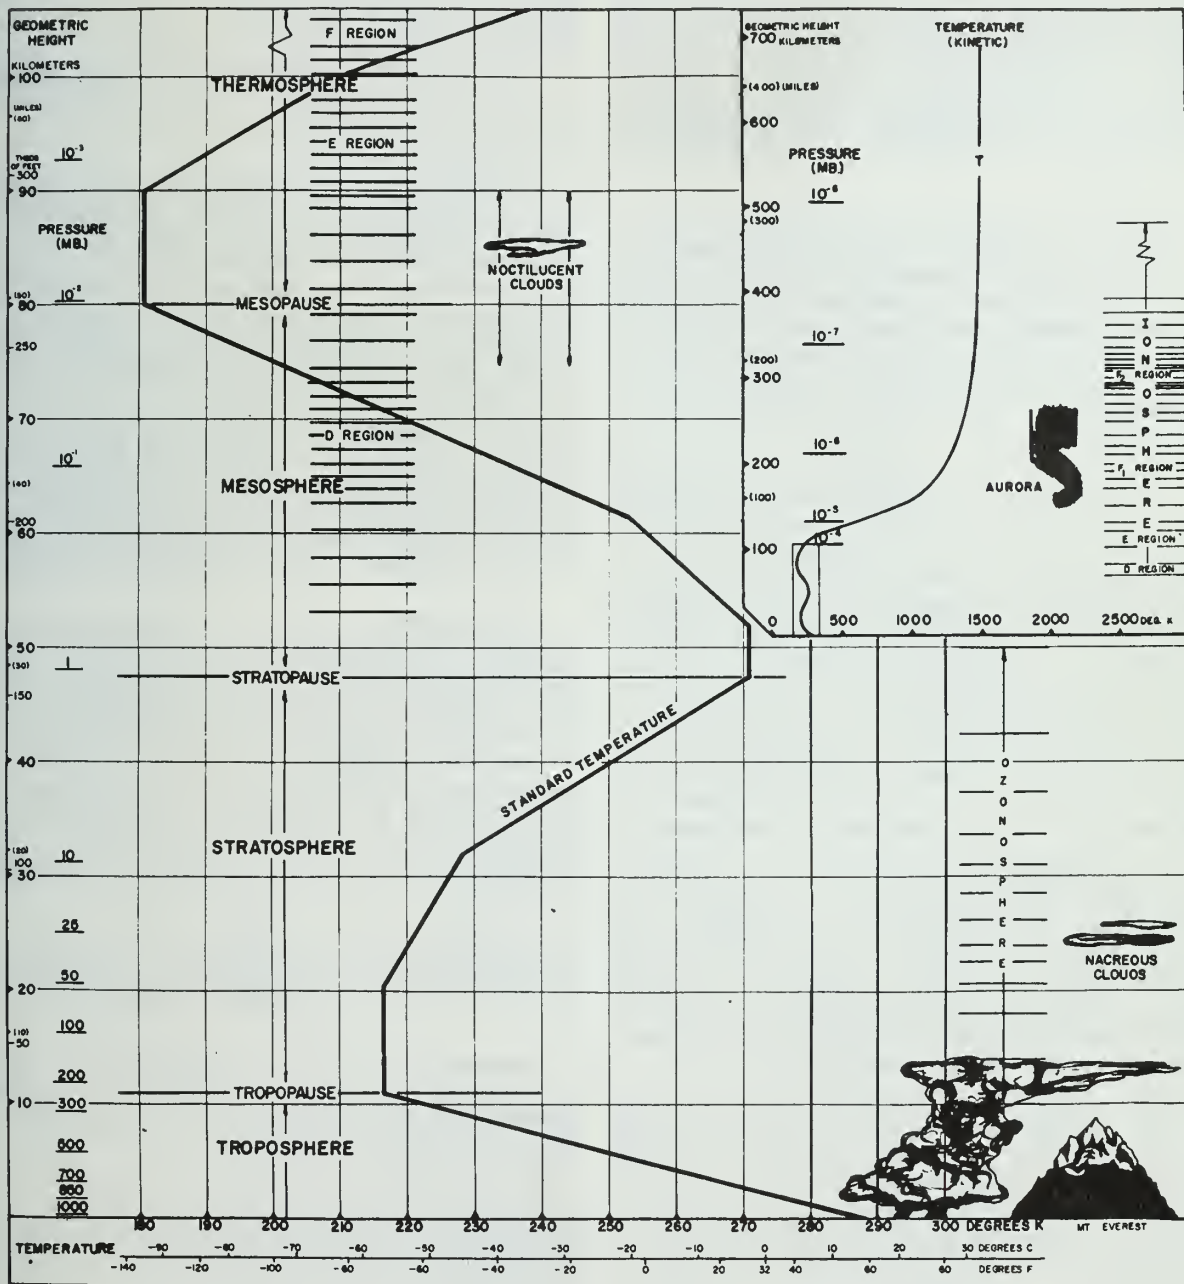 GEOMETRIC HEIGHT
KILOMETERS
100
(MILES)
(60)
10-3
THSDS OF FEET
300
90
PRESSURE
(MB.)
(50)
10-2
80
250
70
10-1
(40)
200
60
50
(30)
1
150
40
(20)
100
10
30
25
50
20
(10)
100
50
200
10
300
500
700
850
1000
F REGION
THERMOSPHERE
E REGION
MESOPAUSE
NOCTILUCENT
CLOUDS
D REGION
MESOSPHERE
STRATOPAUSE
STANDARD TEMPERATURE
STRATOSPHERE
TROPOPAUSE
TROPOSPHERE
GEOMETRIC HEIGHT
700 KILOMETERS
(400) (MILES)
600
PRESSURE
(MB.)
10-8
500
(300)
400
10-7
(200)
300
10-6
200
(100)
10-5
10-4
100
TEMPERATURE
(KINETIC)
T
AURORA
IONOSPHERE
F2 REGION
F1 REGION
E REGION
D REGION
0 500 1000 1500 2000 2500 DEG. K
OZONOSPHERE
NACREOUS
CLOUDS
MT EVEREST
180 190 200 210 220 230 240 250 260 270 280 290 300 DEGREES K
TEMPERATURE -90 -80 -70 -60 -50 -40 -30 -20 -10 0 10 20 30 DEGREES C
-140 -120 -100 -80 -60 -40 -20 0 20 32 40 60 80 DEGREES F